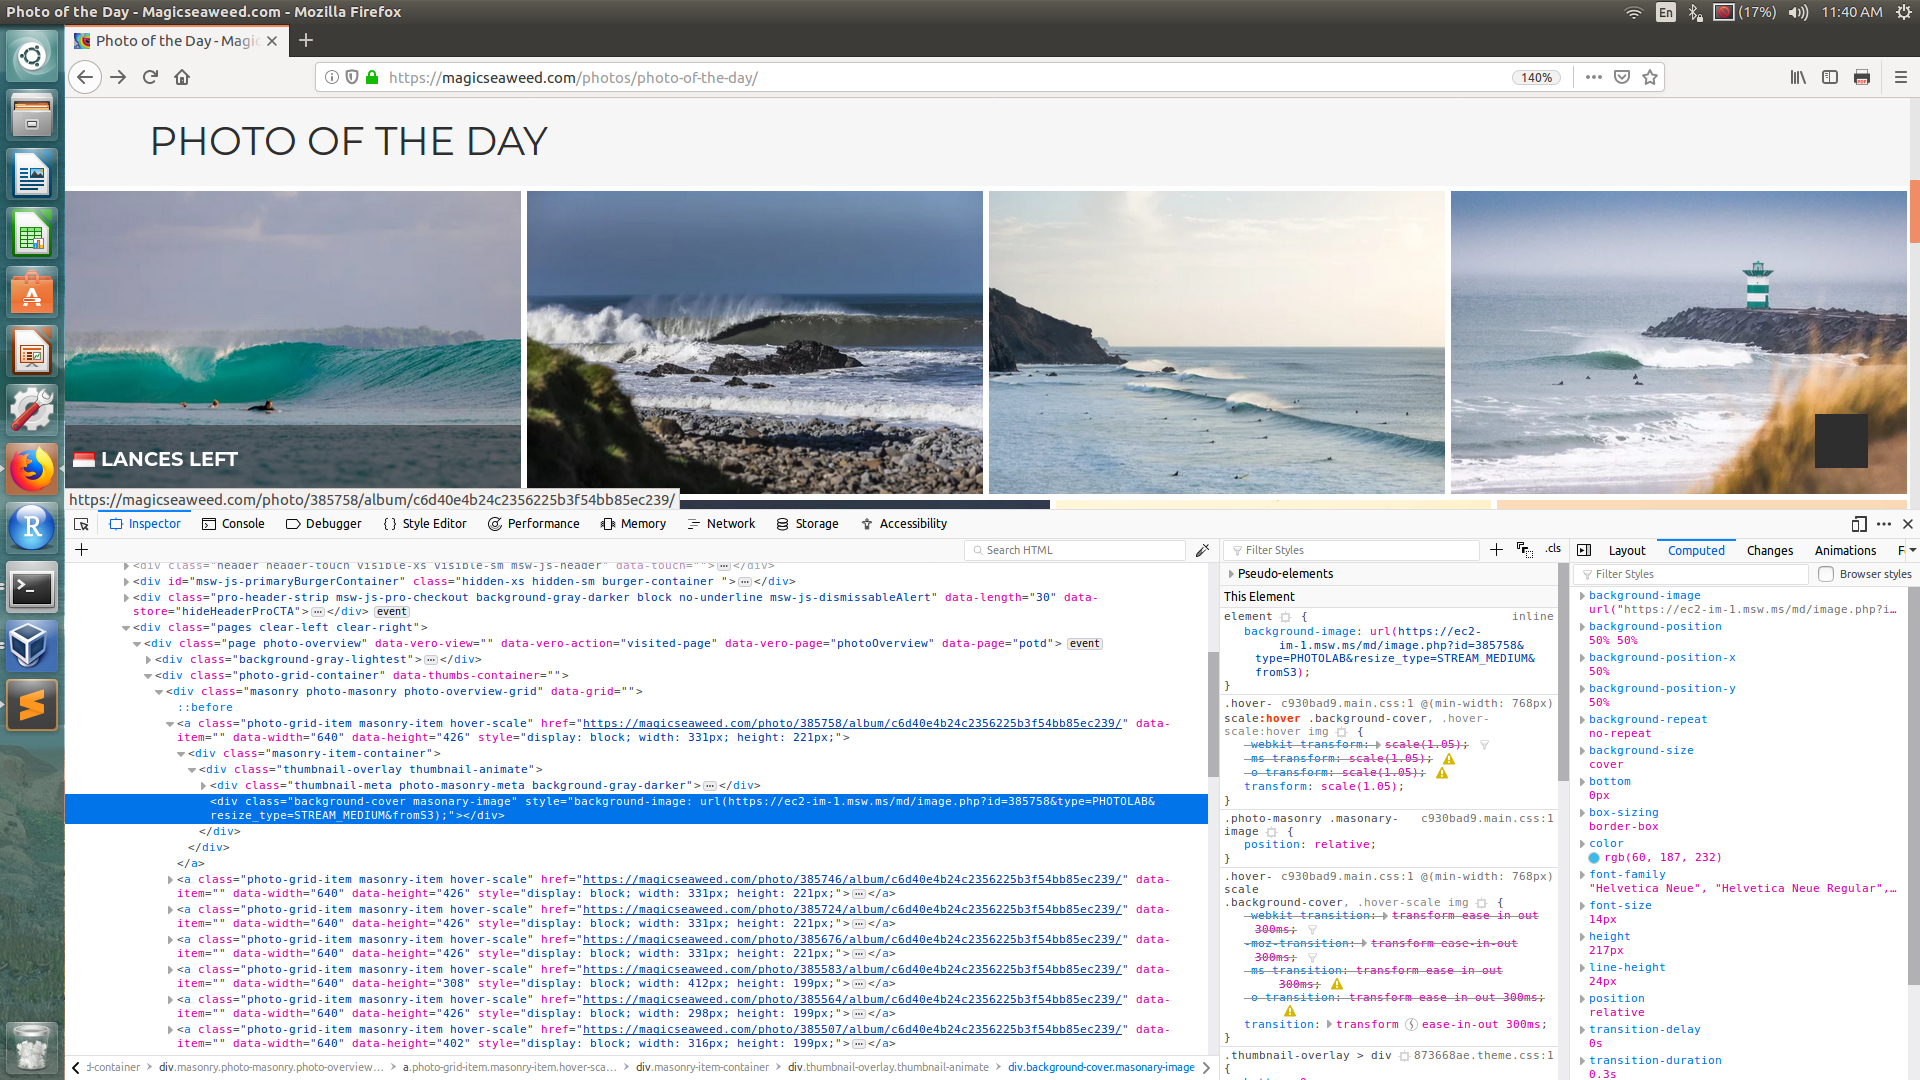 Photo of the Day - Magicseaweed.com - Mozilla Firefox
En
(17%)
11:40 AM
Photo of the Day - Magic
https://magicseaweed.com/photos/photo-of-the-day/
140%
PHOTO OF THE DAY
LANCES LEFT
https://magicseaweed.com/photo/385758/album/c6d40e4b24c2356225b3f54bb85ec239/
Inspector
Console
Debugger
Style Editor
Performance
Memory
Network
Storage
Accessibility
Search HTML
<div class="header header-touch visible-xs visible-sm msw-js-header" data-touch=""></div>
<div id="msw-js-primaryBurgerContainer" class="hidden-xs hidden-sm burger-container "></div>
<div class="pro-header-strip msw-js-pro-checkout background-gray-darker block no-underline msw-js-dismissableAlert" data-length="30" data-
store="hideHeaderProCTA"></div> event
<div class="pages clear-left clear-right">
<div class="page photo-overview" data-vero-view="" data-vero-action="visited-page" data-vero-page="photoOverview" data-page="potd"> event
<div class="background-gray-lightest"></div>
<div class="photo-grid-container" data-thumbs-container="">
<div class="masonry photo-masonry photo-overview-grid" data-grid="">
::before
<a class="photo-grid-item masonry-item hover-scale" href="https://magicseaweed.com/photo/385758/album/c6d40e4b24c2356225b3f54bb85ec239/" data-
item="" data-width="640" data-height="426" style="display: block; width: 331px; height: 221px;">
<div class="masonry-item-container">
<div class="thumbnail-overlay thumbnail-animate">
<div class="thumbnail-meta photo-masonry-meta background-gray-darker"></div>
<div class="background-cover masonary-image" style="background-image: url(https://ec2-im-1.msw.ms/md/image.php?id=385758&type=PHOTOLAB&
resize_type=STREAM_MEDIUM&fromS3);"></div>
</div>
</div>
</a>
<a class="photo-grid-item masonry-item hover-scale" href="https://magicseaweed.com/photo/385746/album/c6d40e4b24c2356225b3f54bb85ec239/" data-
item="" data-width="640" data-height="426" style="display: block; width: 331px; height: 221px;"></a>
<a class="photo-grid-item masonry-item hover-scale" href="https://magicseaweed.com/photo/385724/album/c6d40e4b24c2356225b3f54bb85ec239/" data-
item="" data-width="640" data-height="426" style="display: block; width: 331px; height: 221px;"></a>
<a class="photo-grid-item masonry-item hover-scale" href="https://magicseaweed.com/photo/385676/album/c6d40e4b24c2356225b3f54bb85ec239/" data-
item="" data-width="640" data-height="426" style="display: block; width: 331px; height: 221px;"></a>
<a class="photo-grid-item masonry-item hover-scale" href="https://magicseaweed.com/photo/385583/album/c6d40e4b24c2356225b3f54bb85ec239/" data-
item="" data-width="640" data-height="308" style="display: block; width: 412px; height: 199px;"></a>
<a class="photo-grid-item masonry-item hover-scale" href="https://magicseaweed.com/photo/385564/album/c6d40e4b24c2356225b3f54bb85ec239/" data-
item="" data-width="640" data-height="426" style="display: block; width: 298px; height: 199px;"></a>
<a class="photo-grid-item masonry-item hover-scale" href="https://magicseaweed.com/photo/385507/album/c6d40e4b24c2356225b3f54bb85ec239/" data-
item="" data-width="640" data-height="402" style="display: block; width: 316px; height: 199px;"></a>
d-container
div.masonry.photo-masonry.photo-overview…
a.photo-grid-item.masonry-item.hover-sca…
div.masonry-item-container
div.thumbnail-overlay.thumbnail-animate
div.background-cover.masonary-image
Filter Styles
.cls
Pseudo-elements
This Element
element { inline
background-image: url(https://ec2-
im-1.msw.ms/md/image.php?id=385758&
type=PHOTOLAB&resize_type=STREAM_MEDIUM&
fromS3);
}
.hover- c930bad9.main.css:1 @(min-width: 768px)
scale:hover .background-cover, .hover-
scale:hover img {
-webkit-transform: scale(1.05);
-ms-transform: scale(1.05);
-o-transform: scale(1.05);
transform: scale(1.05);
}
.photo-masonry .masonary- c930bad9.main.css:1
image {
position: relative;
}
.hover- c930bad9.main.css:1 @(min-width: 768px)
scale
.background-cover, .hover-scale img {
-webkit-transition: transform ease-in-out
300ms;
-moz-transition: transform ease-in-out
300ms;
-ms-transition: transform ease-in-out
300ms;
-o-transition: transform ease-in-out 300ms;
transition: transform ease-in-out 300ms;
}
.thumbnail-overlay > div 873668ae.theme.css:1
{
Layout
Computed
Changes
Animations
F
Filter Styles
Browser styles
background-image
url("https://ec2-im-1.msw.ms/md/image.php?i…
background-position
50% 50%
background-position-x
50%
background-position-y
50%
background-repeat
no-repeat
background-size
cover
bottom
0px
box-sizing
border-box
color
rgb(60, 187, 232)
font-family
"Helvetica Neue", "Helvetica Neue Regular",…
font-size
14px
height
217px
line-height
24px
position
relative
transition-delay
0s
transition-duration
0.3s